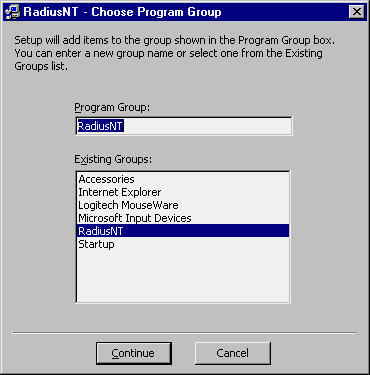 RadiusNT - Choose Program Group
Setup will add items to the group shown in the Program Group box.
You can enter a new group name or select one from the Existing
Groups list.
Program Group:
RadiusNT
Existing Groups:
Accessories
Internet Explorer
Logitech MouseWare
Microsoft Input Devices
RadiusNT
Startup
Continue
Cancel